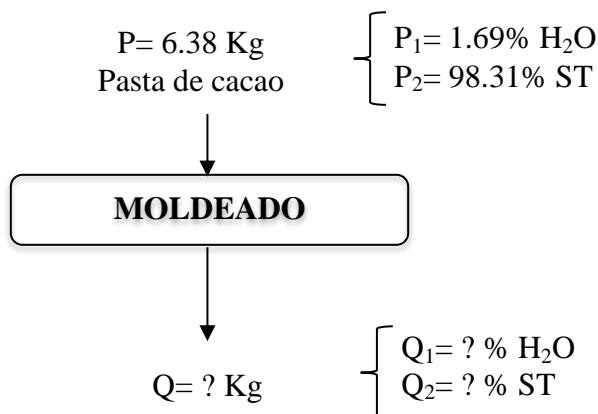 P= 6.38 Kg
Pasta de cacao
P₁= 1.69% H₂O
P₂= 98.31% ST
MOLDEADO
Q= ? Kg
Q₁= ? % H₂O
Q₂= ? % ST